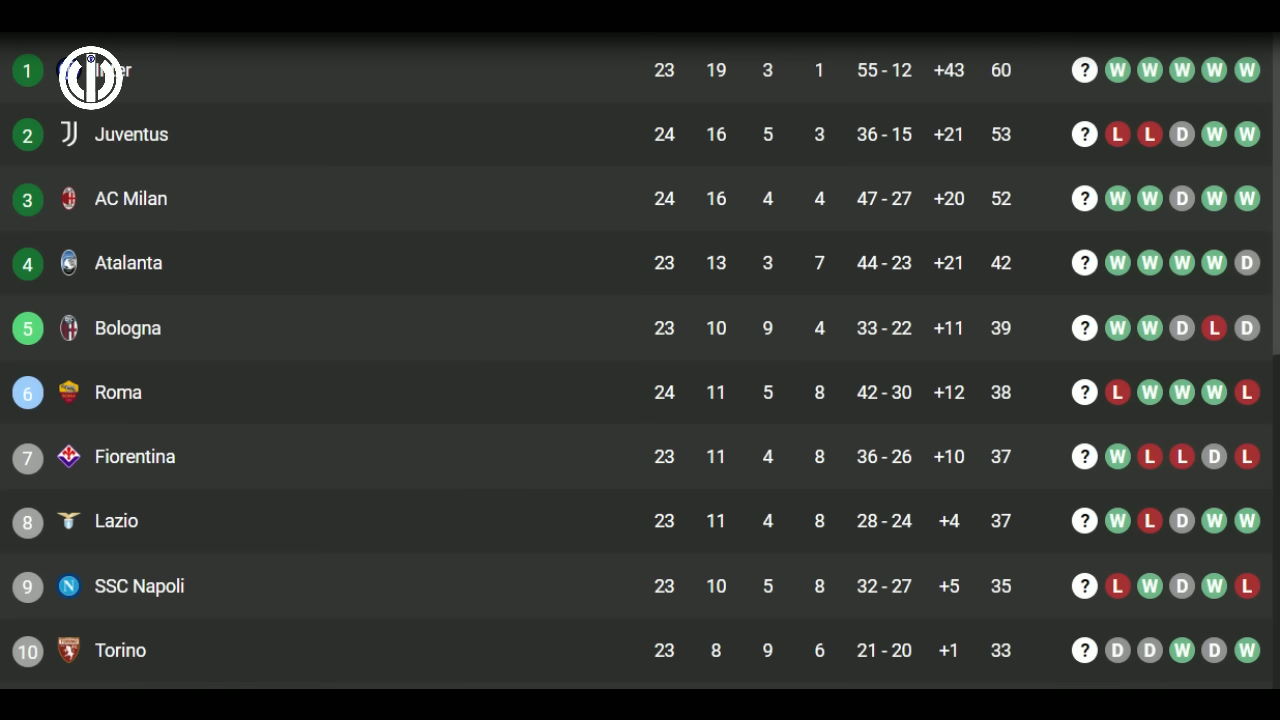 1 Inter 23 19 3 1 55 - 12 +43 60 ? W W W W W
2 Juventus 24 16 5 3 36 - 15 +21 53 ? L L D W W
3 AC Milan 24 16 4 4 47 - 27 +20 52 ? W W D W W
4 Atalanta 23 13 3 7 44 - 23 +21 42 ? W W W W D
5 Bologna 23 10 9 4 33 - 22 +11 39 ? W W D L D
6 Roma 24 11 5 8 42 - 30 +12 38 ? L W W W L
7 Fiorentina 23 11 4 8 36 - 26 +10 37 ? W L L D L
8 Lazio 23 11 4 8 28 - 24 +4 37 ? W L D W W
9 SSC Napoli 23 10 5 8 32 - 27 +5 35 ? L W D W L
10 Torino 23 8 9 6 21 - 20 +1 33 ? D D W D W